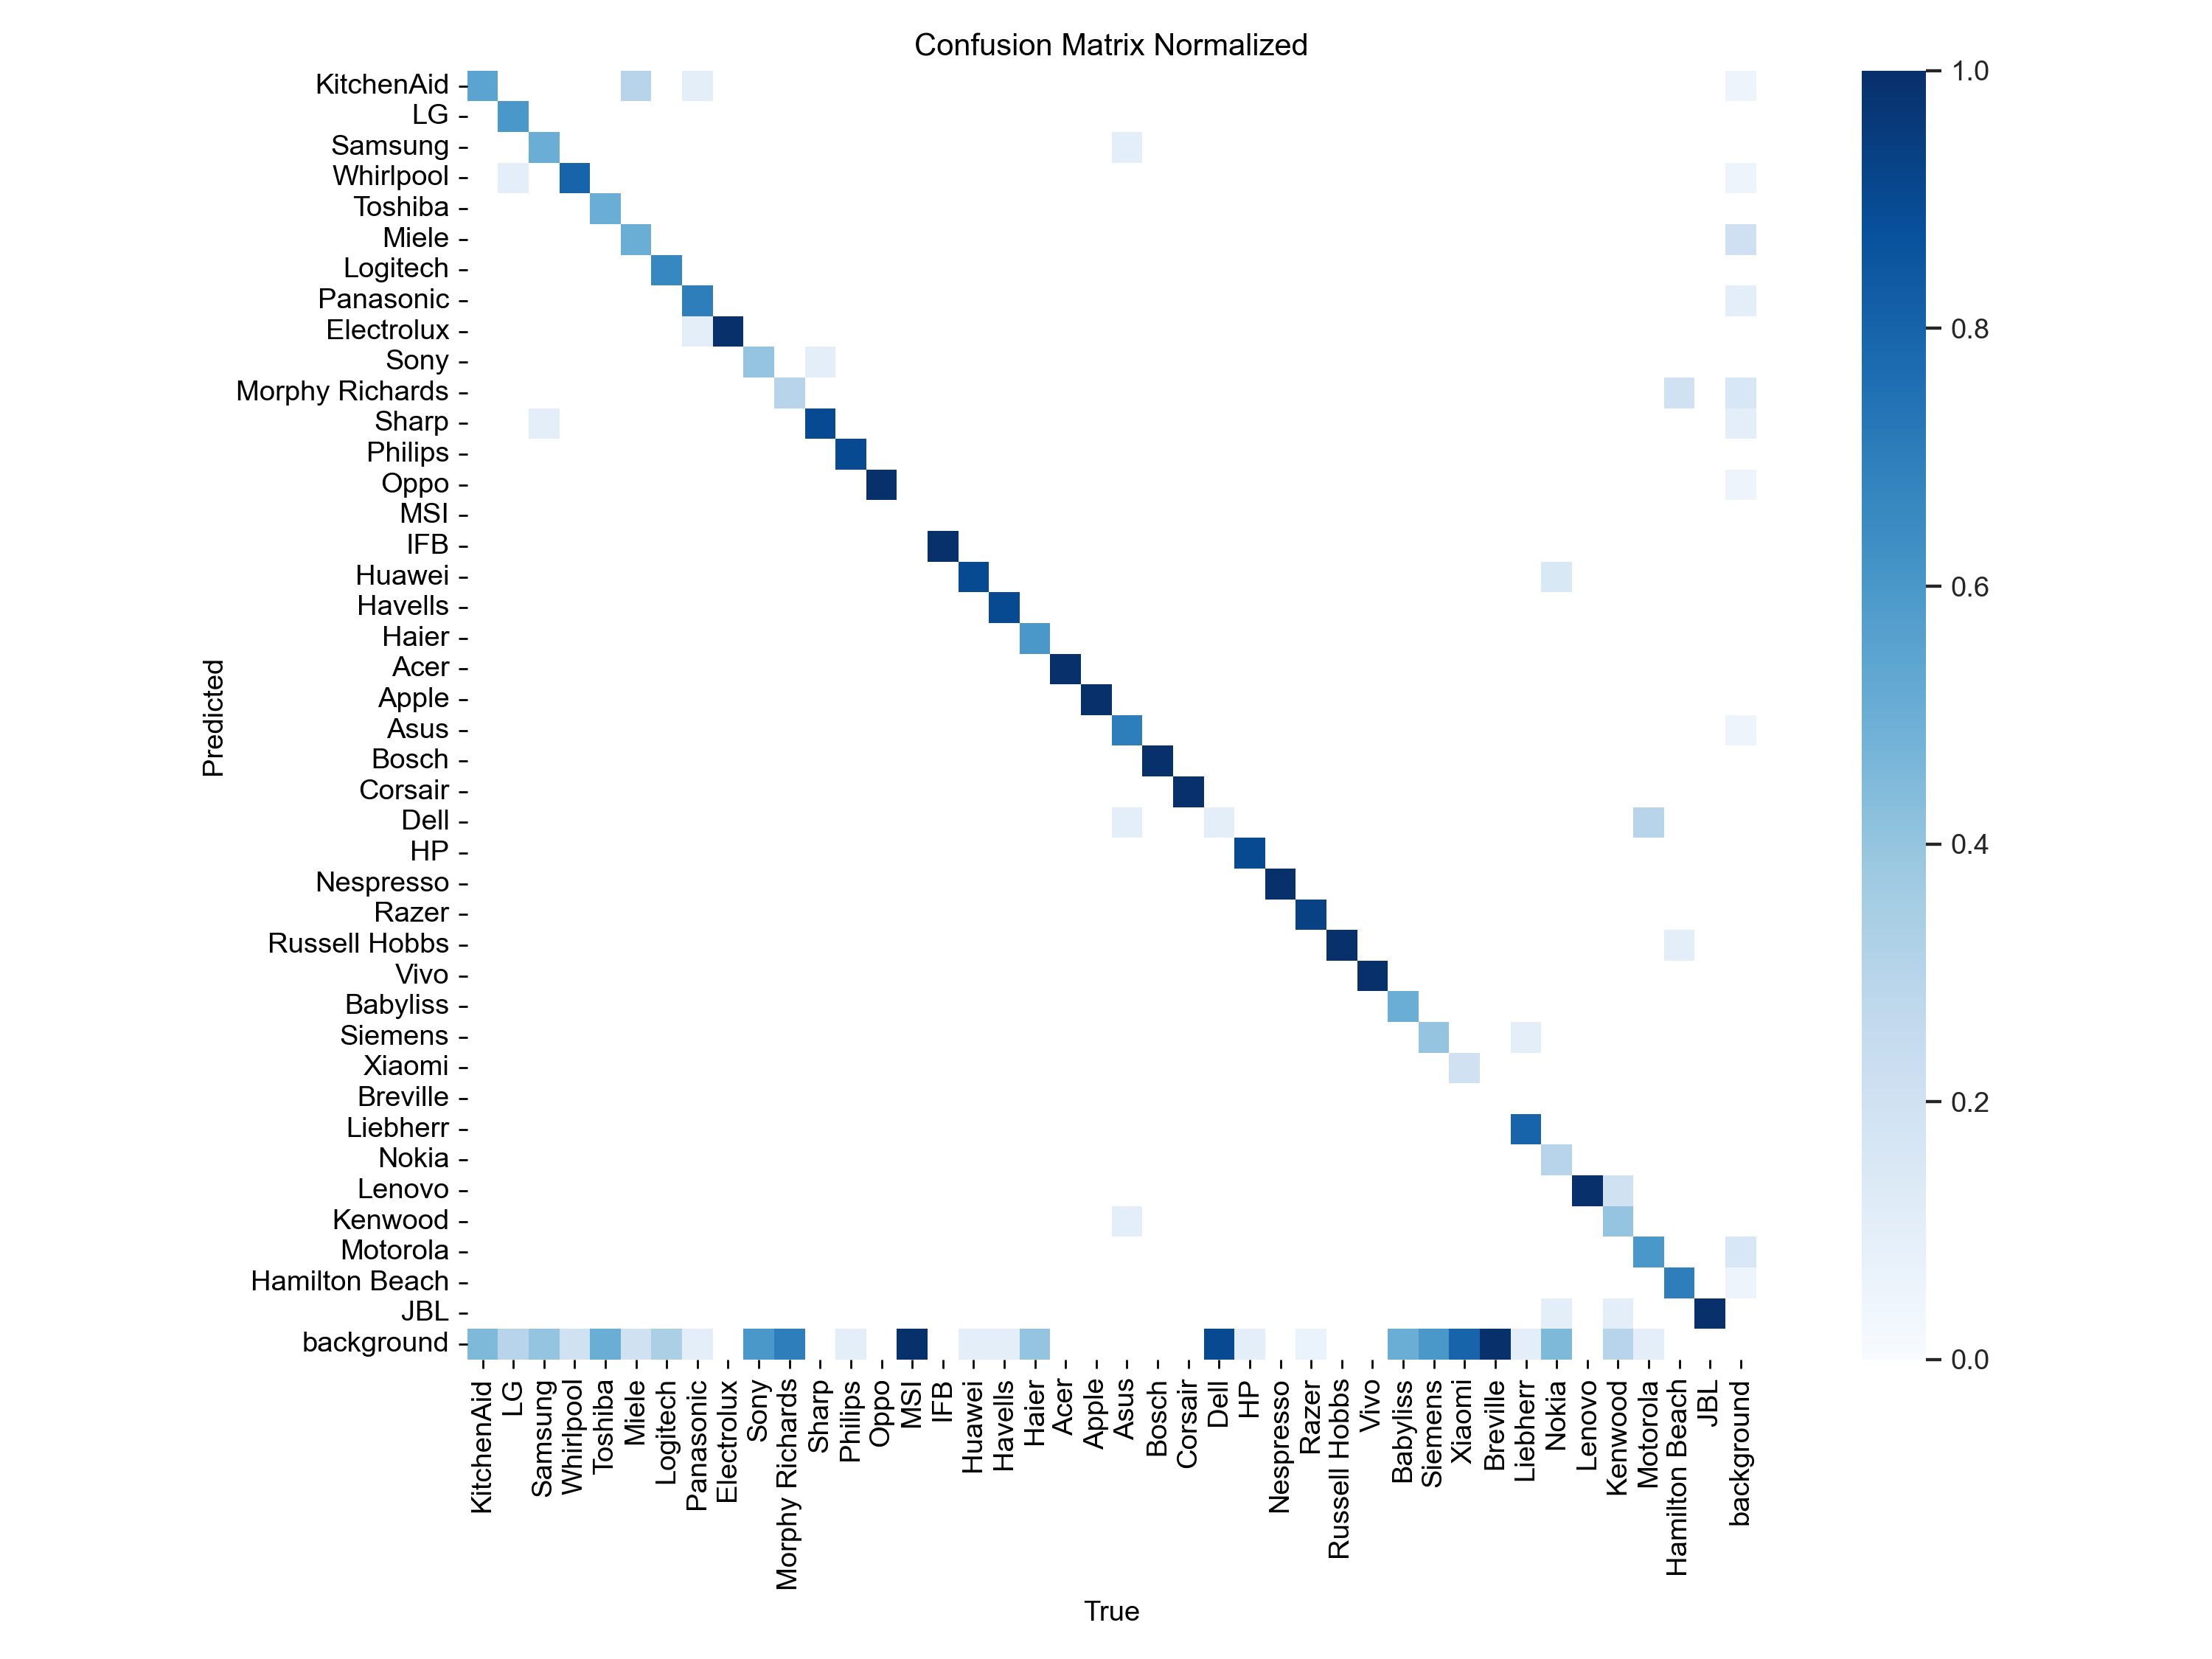 Confusion Matrix Normalized
KitchenAid
LG
Samsung
Whirlpool
Toshiba
Miele
Logitech
Panasonic
Electrolux
Sony
Morphy Richards
Sharp
Philips
Oppo
MSI
IFB
Huawei
Havells
Haier
Acer
Apple
Asus
Bosch
Corsair
Dell
HP
Nespresso
Razer
Russell Hobbs
Vivo
Babyliss
Siemens
Xiaomi
Breville
Liebherr
Nokia
Lenovo
Kenwood
Motorola
Hamilton Beach
JBL
background
Predicted
KitchenAid
LG
Samsung
Whirlpool
Toshiba
Miele
Logitech
Panasonic
Electrolux
Sony
Morphy Richards
Sharp
Philips
Oppo
MSI
IFB
Huawei
Havells
Haier
Acer
Apple
Asus
Bosch
Corsair
Dell
HP
Nespresso
Razer
Russell Hobbs
Vivo
Babyliss
Siemens
Xiaomi
Breville
Liebherr
Nokia
Lenovo
Kenwood
Motorola
Hamilton Beach
JBL
background
True
1.0
0.8
0.6
0.4
0.2
0.0